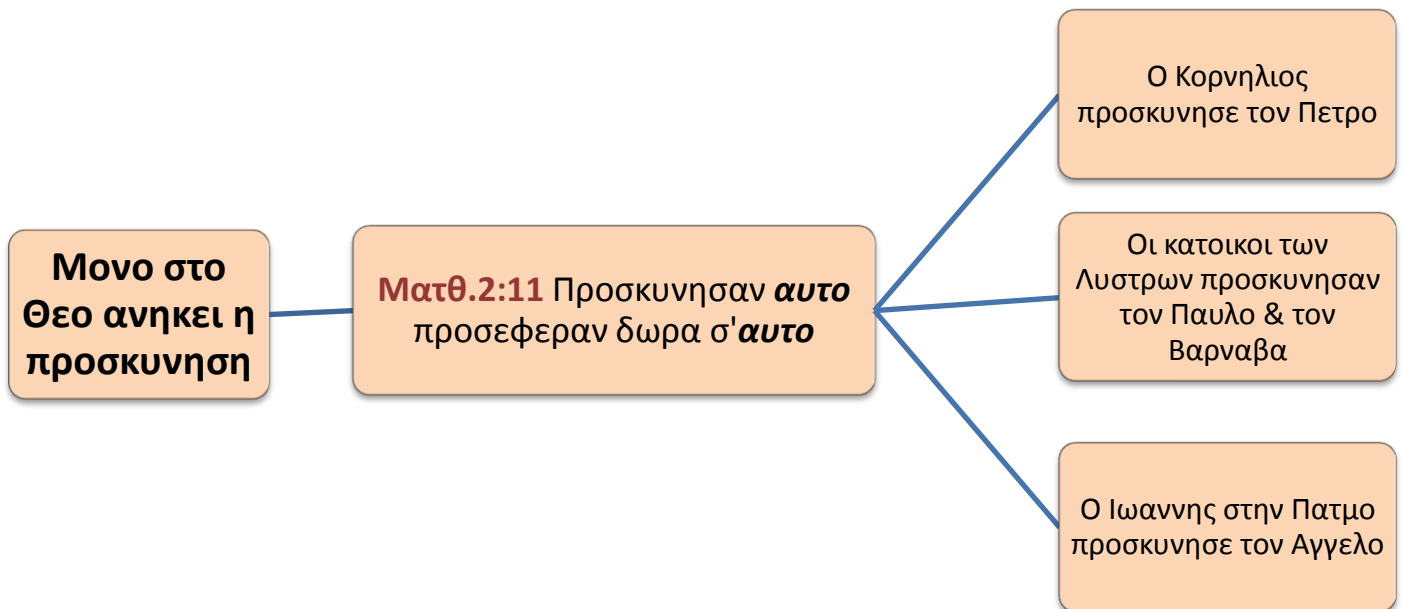 Μονο στο
Θεο ανηκει η
προσκυνηση
Ματθ.2:11 Προσκυνησαν αυτο
προσεφεραν δωρα σ'αυτο
Ο Κορνηλιος
προσκυνησε τον Πετρο
Οι κατοικοι των
Λυστρων προσκυνησαν
τον Παυλο & τον
Βαρναβα
Ο Ιωαννης στην Πατμο
προσκυνησε τον Αγγελο